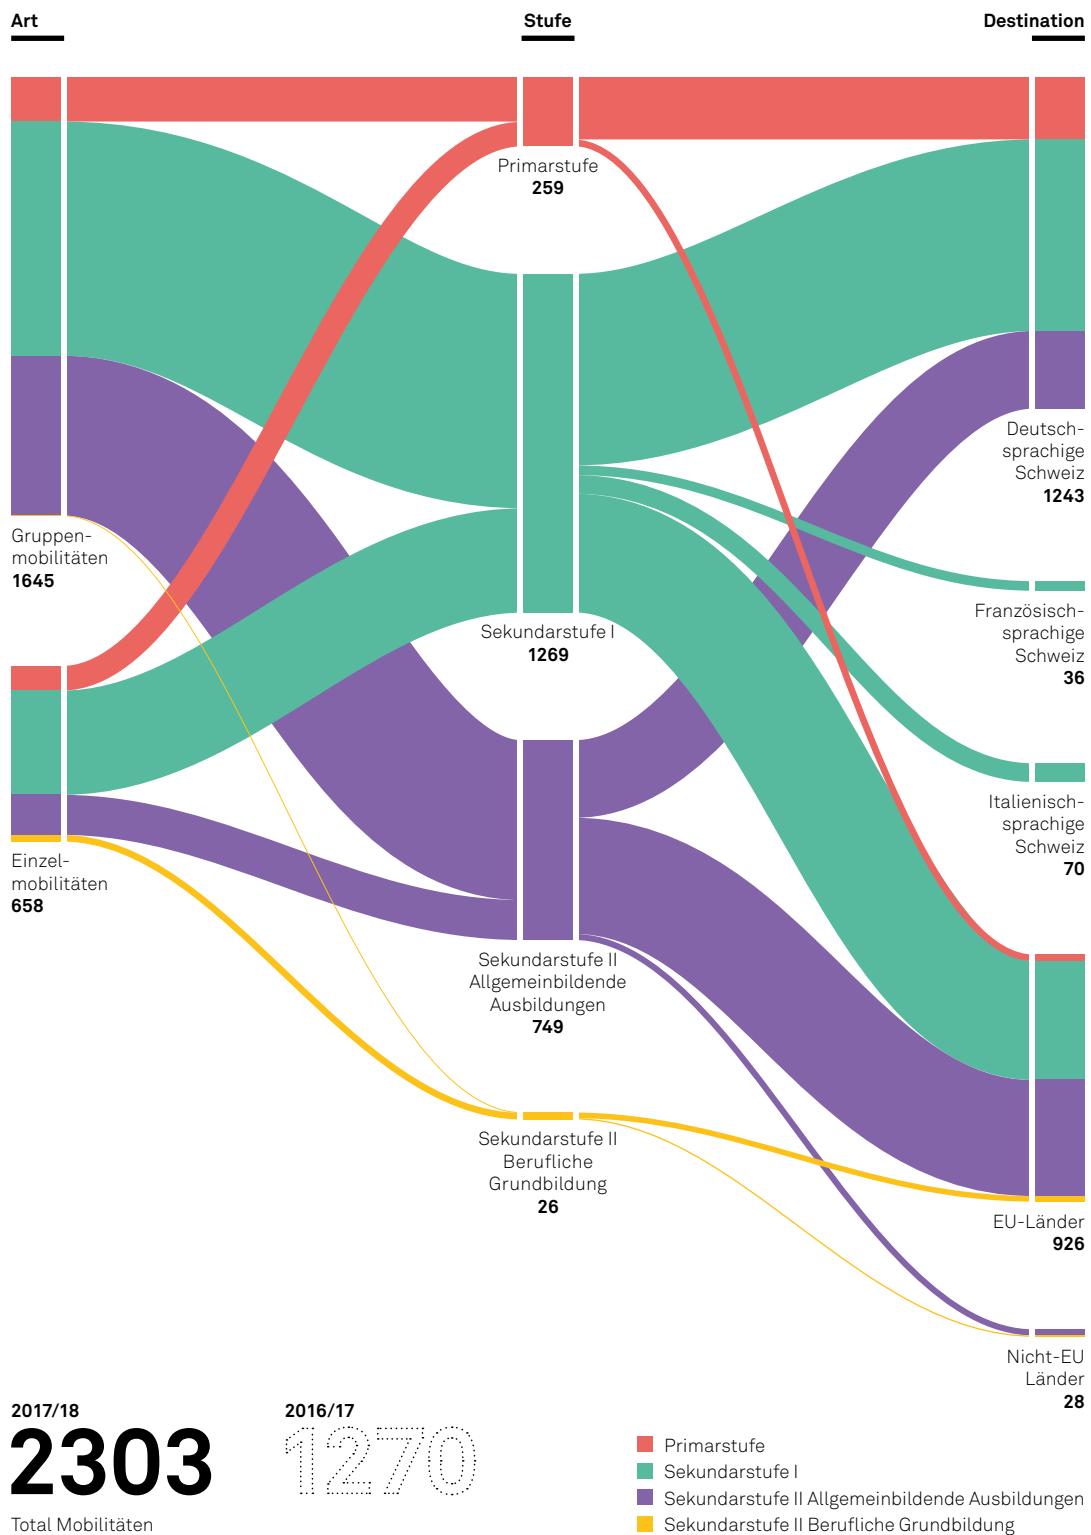 Art
Stufe
Destination
Primarstufe
259
Deutsch-
sprachige
Schweiz
1243
Gruppen-
mobilitäten
1645
Französisch-
sprachige
Schweiz
36
Sekundarstufe I
1269
Italienisch-
sprachige
Schweiz
70
Einzel-
mobilitäten
658
Sekundarstufe II
Allgemeinbildende
Ausbildungen
749
Sekundarstufe II
Berufliche
Grundbildung
26
EU-Länder
926
Nicht-EU
Länder
28
2017/18
2303
Total Mobilitäten
2016/17
1270
Primarstufe
Sekundarstufe I
Sekundarstufe II Allgemeinbildende Ausbildungen
Sekundarstufe II Berufliche Grundbildung